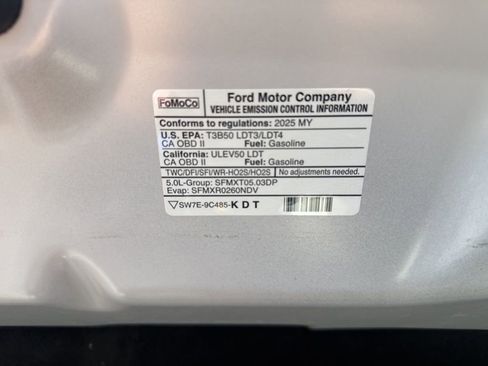 FoMoCo
Ford Motor Company
VEHICLE EMISSION CONTROL INFORMATION
Conforms to regulations: 2025 MY
U.S. EPA: T3B50 LDT3/LDT4
CA OBD II Fuel: Gasoline
California: ULEV50 LDT
CA OBD II Fuel: Gasoline
TWC/DFI/SFI/WR-HO2S/HO2S No adjustments needed.
5.0L-Group: SFMXT05.03DP
Evap: SFMXR0260NDV
SW7E-9C485-KDT